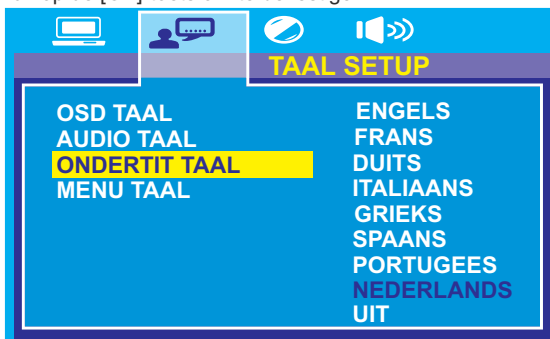 TAAL SETUP
OSD TAAL
AUDIO TAAL
ONDERTIT TAAL
MENU TAAL
ENGELS
FRANS
DUITS
ITALIAANS
GRIEKS
SPAANS
PORTUGEES
NEDERLANDS
UIT